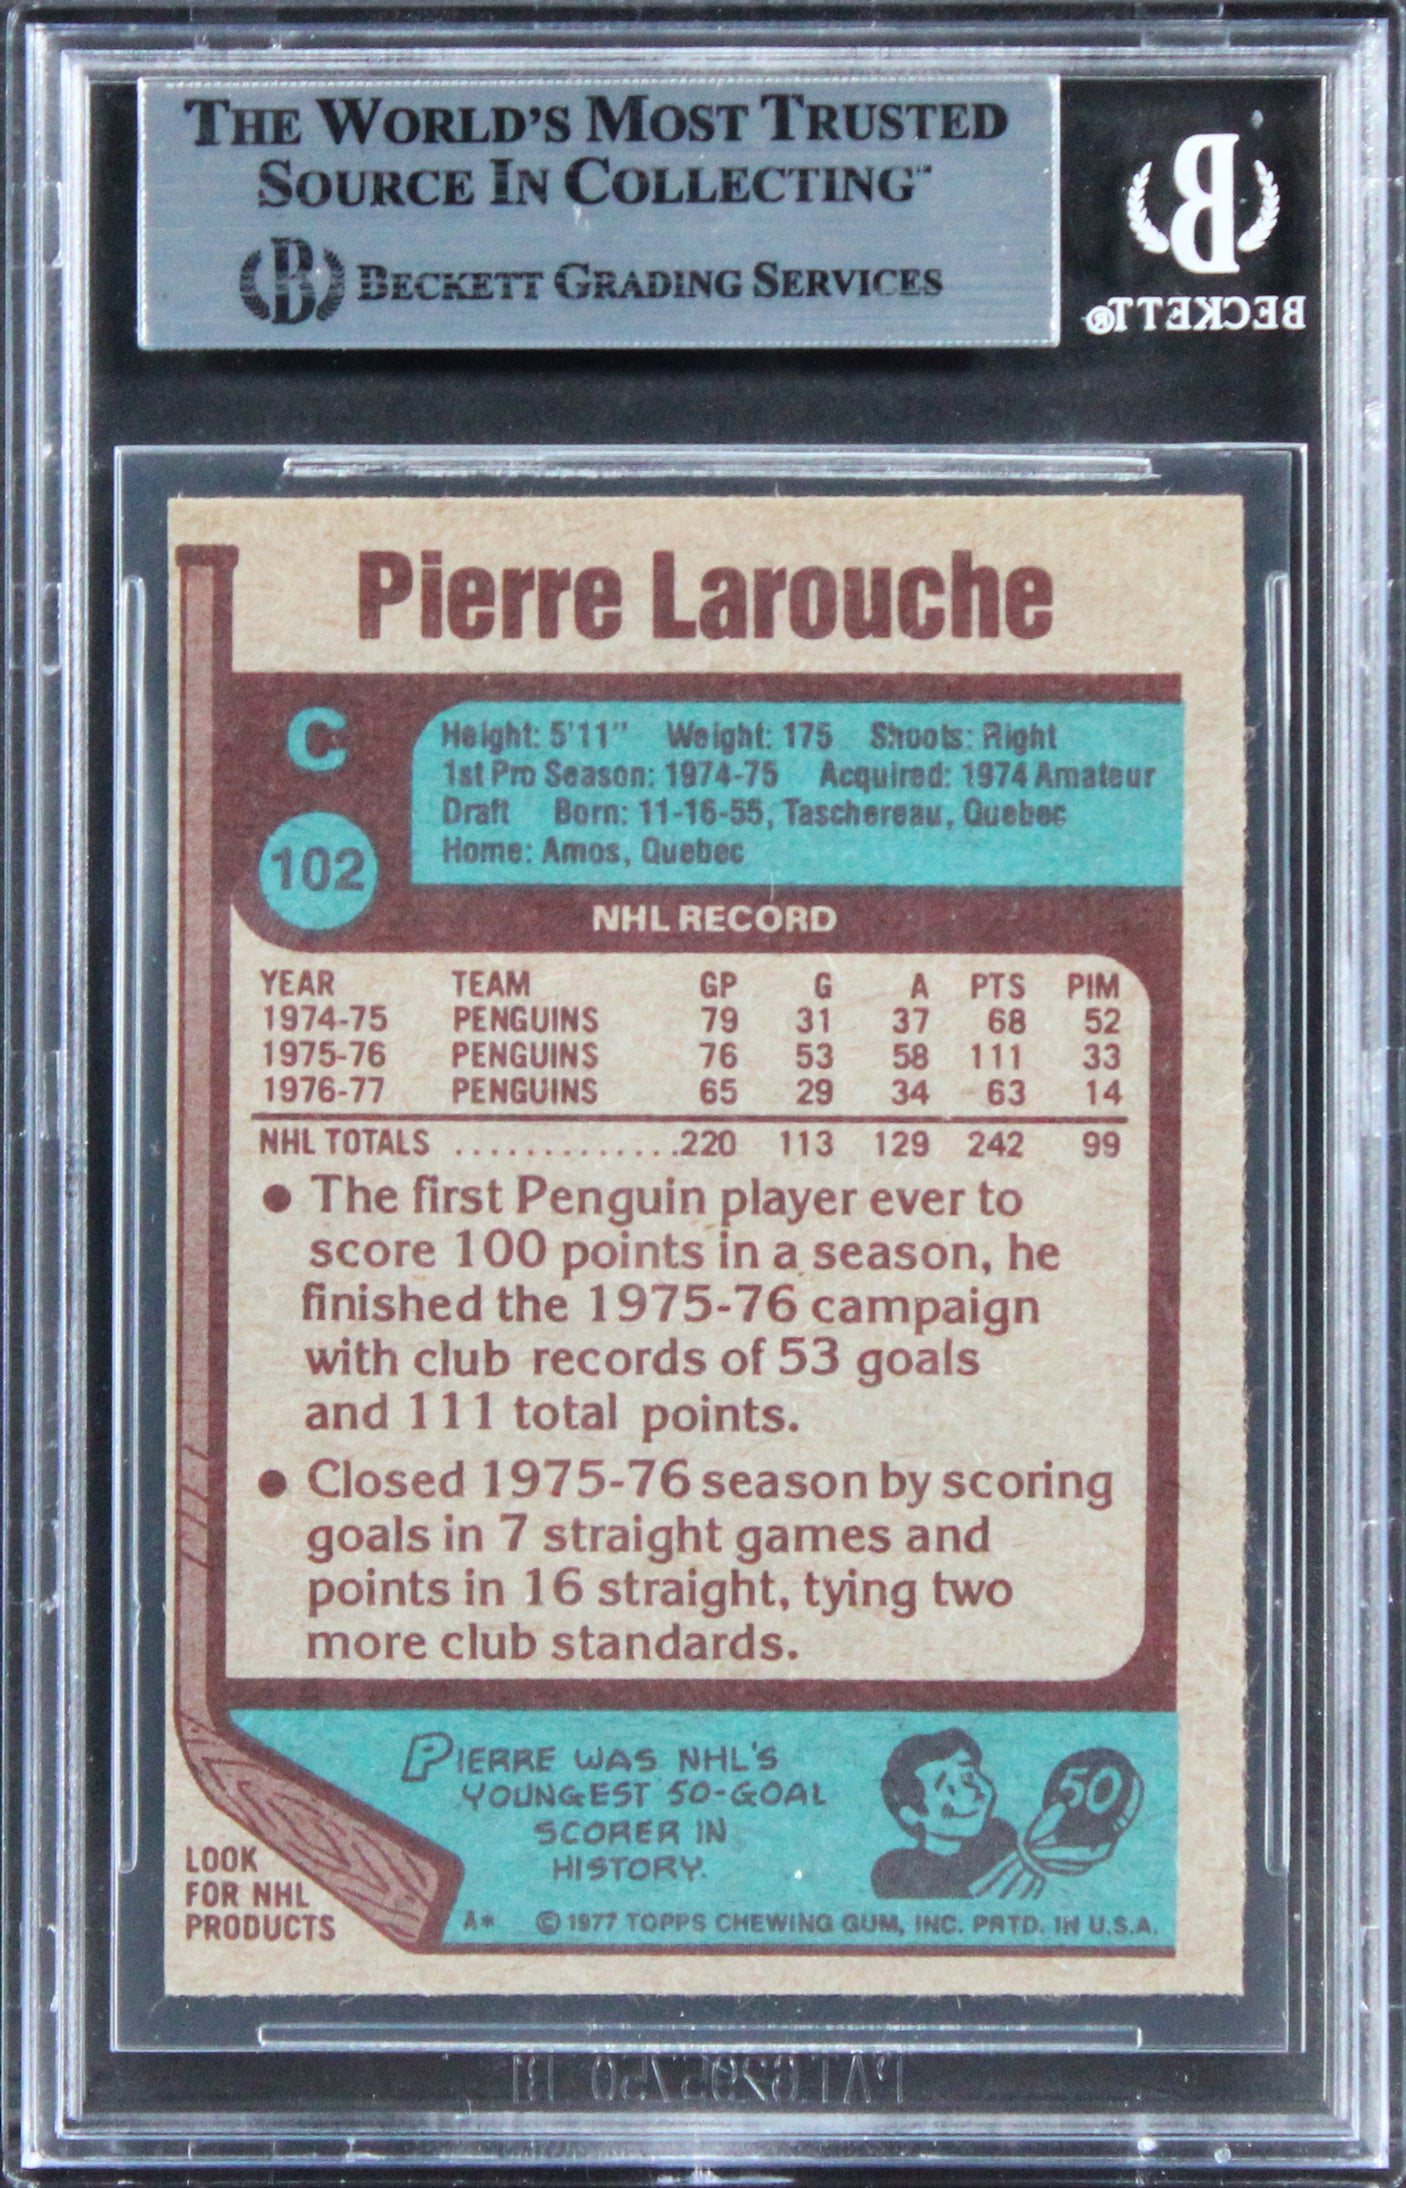 THE WORLD'S MOST TRUSTED
SOURCE IN COLLECTING™
B BECKETT GRADING SERVICES
B
BECKETT®
Pierre Larouche
C
102
Height: 5'11" Weight: 175 Shoots: Right
1st Pro Season: 1974-75 Acquired: 1974 Amateur
Draft Born: 11-16-55, Taschereau, Quebec
Home: Amos, Quebec
NHL RECORD
YEAR TEAM GP G A PTS PIM
1974-75 PENGUINS 79 31 37 68 52
1975-76 PENGUINS 76 53 58 111 33
1976-77 PENGUINS 65 29 34 63 14
NHL TOTALS .............220 113 129 242 99
● The first Penguin player ever to
score 100 points in a season, he
finished the 1975-76 campaign
with club records of 53 goals
and 111 total points.
● Closed 1975-76 season by scoring
goals in 7 straight games and
points in 16 straight, tying two
more club standards.
PIERRE WAS NHL'S
YOUNGEST 50-GOAL
SCORER IN
HISTORY.
50
LOOK
FOR NHL
PRODUCTS
A* © 1977 TOPPS CHEWING GUM, INC. PRTD. IN U.S.A.